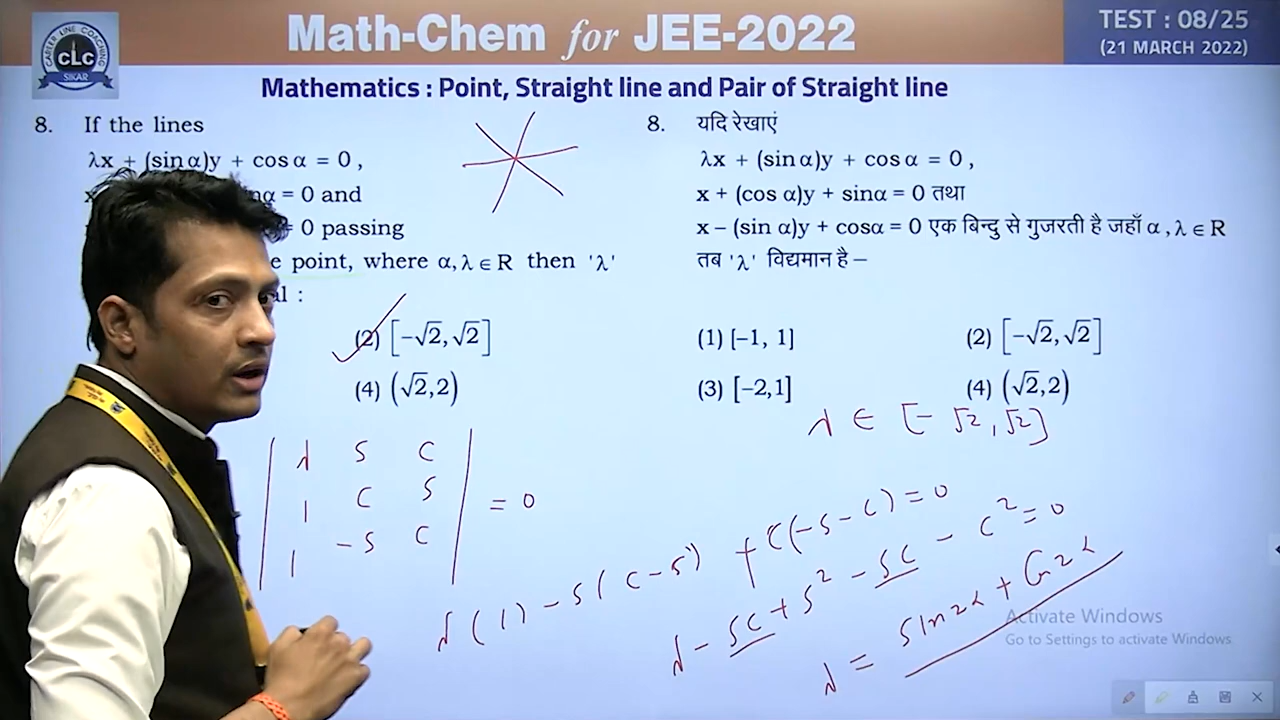 CAREER LINE COACHING
CLC
SIKAR
Math-Chem for JEE-2022
TEST : 08/25
(21 MARCH 2022)
Mathematics : Point, Straight line and Pair of Straight line
8. If the lines
λx + (sin α)y + cos α = 0 ,
x
α = 0 and
= 0 passing
point, where α, λ ∈ R then 'λ'
:
(2) [−√2, √2]
(4) (√2, 2)
8. यदि रेखाएं
λx + (sin α)y + cos α = 0 ,
x + (cos α)y + sinα = 0 तथा
x – (sin α)y + cosα = 0 एक बिन्दु से गुजरती है जहाँ α , λ ∈ R
तब 'λ' विद्यमान है –
(1) [−1, 1] (2) [−√2, √2]
(3) [−2,1] (4) (√2, 2)
λ ∈ [− √2 , √2]
λ S C
1 C S = 0
1 −S C
λ(1) − S(C − S) + C(−S − C) = 0
λ − SC + S² − SC − C² = 0
λ = sin2α + Cos2α
Activate Windows
Go to Settings to activate Windows.